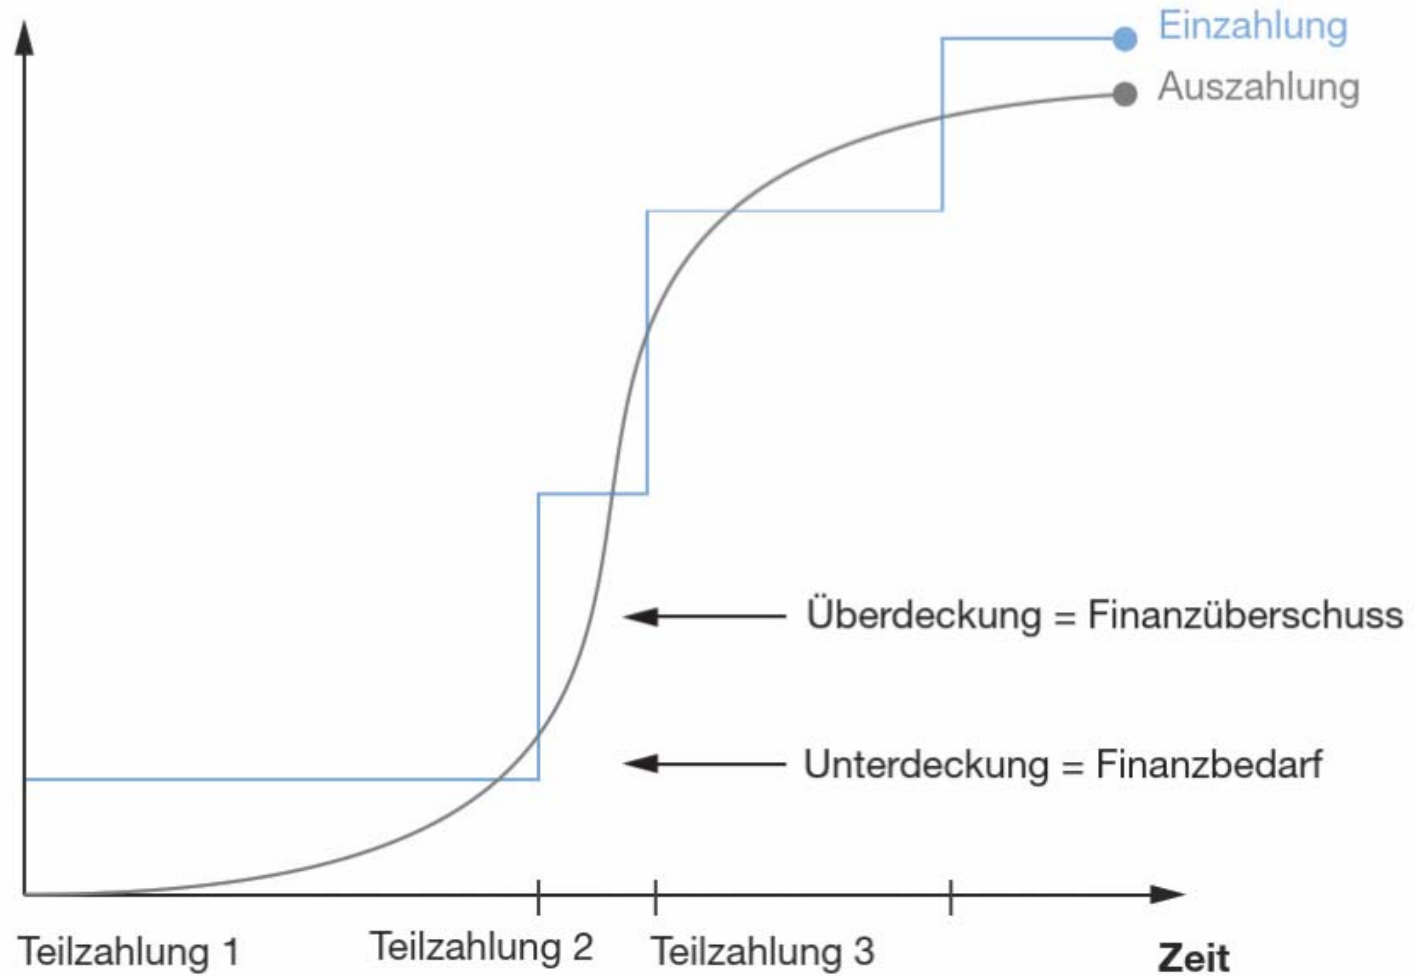 Einzahlung
Auszahlung
Überdeckung = Finanzüberschuss
Unterdeckung = Finanzbedarf
Teilzahlung 1
Teilzahlung 2
Teilzahlung 3
Zeit